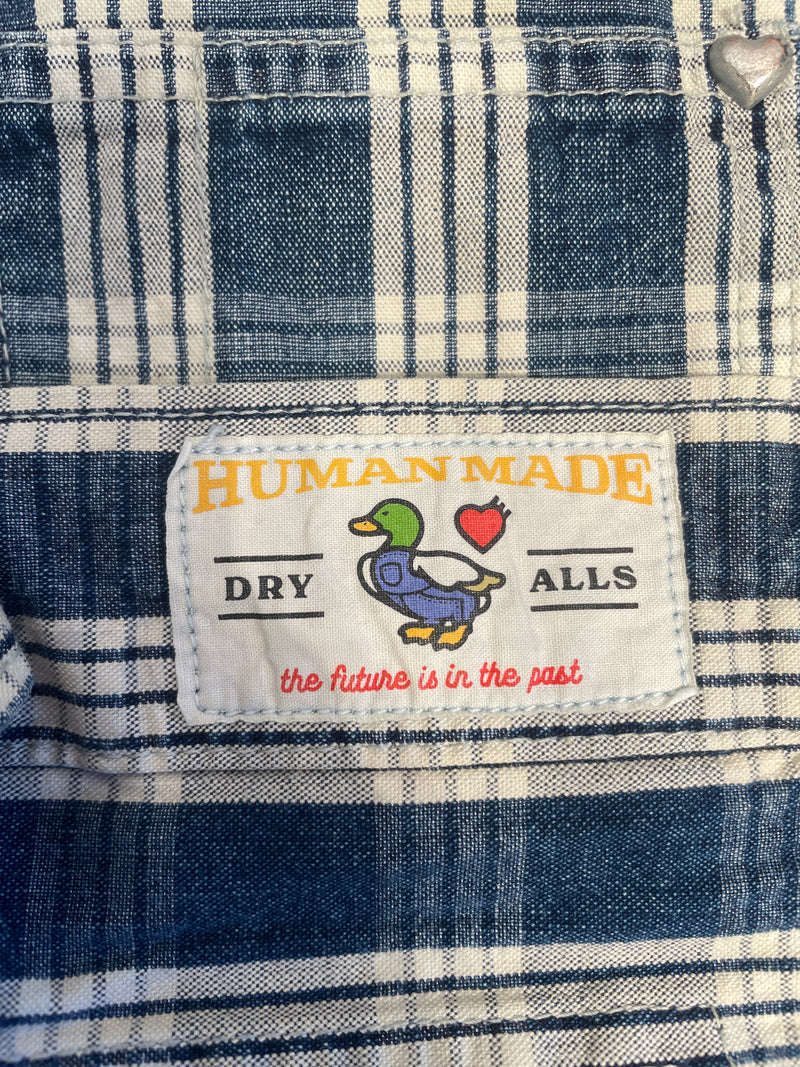 HUMAN MADE
DRY ALLS
the future is in the past